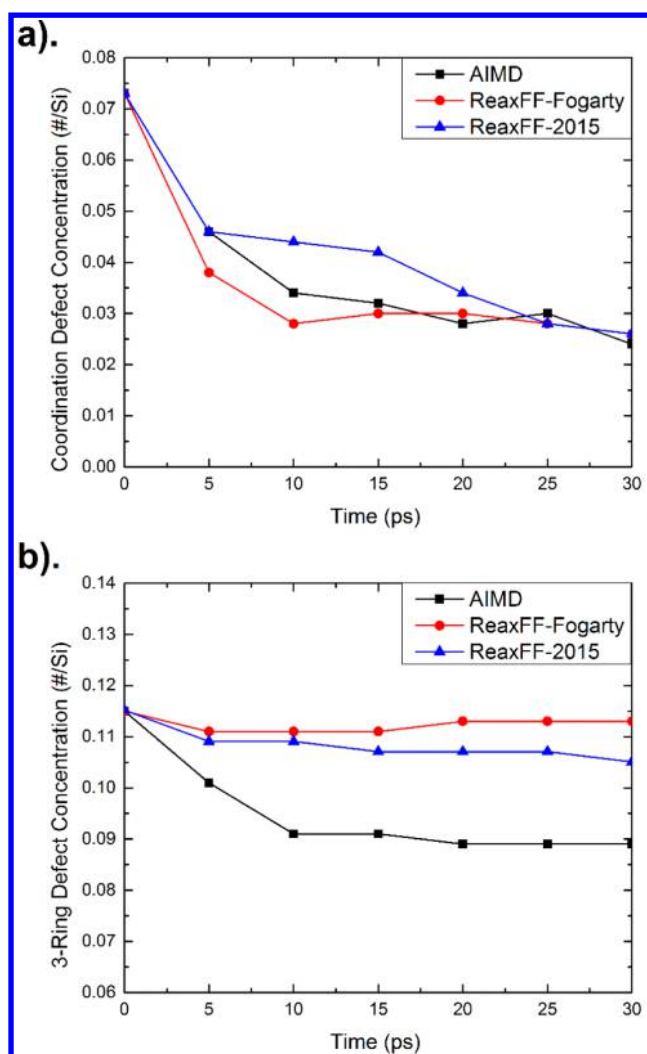 a).
0.08
0.07
0.06
0.05
0.04
0.03
0.02
0.01
0.00
Coordination Defect Concentration (#/Si)
AIMD
ReaxFF-Fogarty
ReaxFF-2015
0 5 10 15 20 25 30
Time (ps)
b).
0.14
0.13
0.12
0.11
0.10
0.09
0.08
0.07
0.06
3-Ring Defect Concentration (#/Si)
AIMD
ReaxFF-Fogarty
ReaxFF-2015
0 5 10 15 20 25 30
Time (ps)